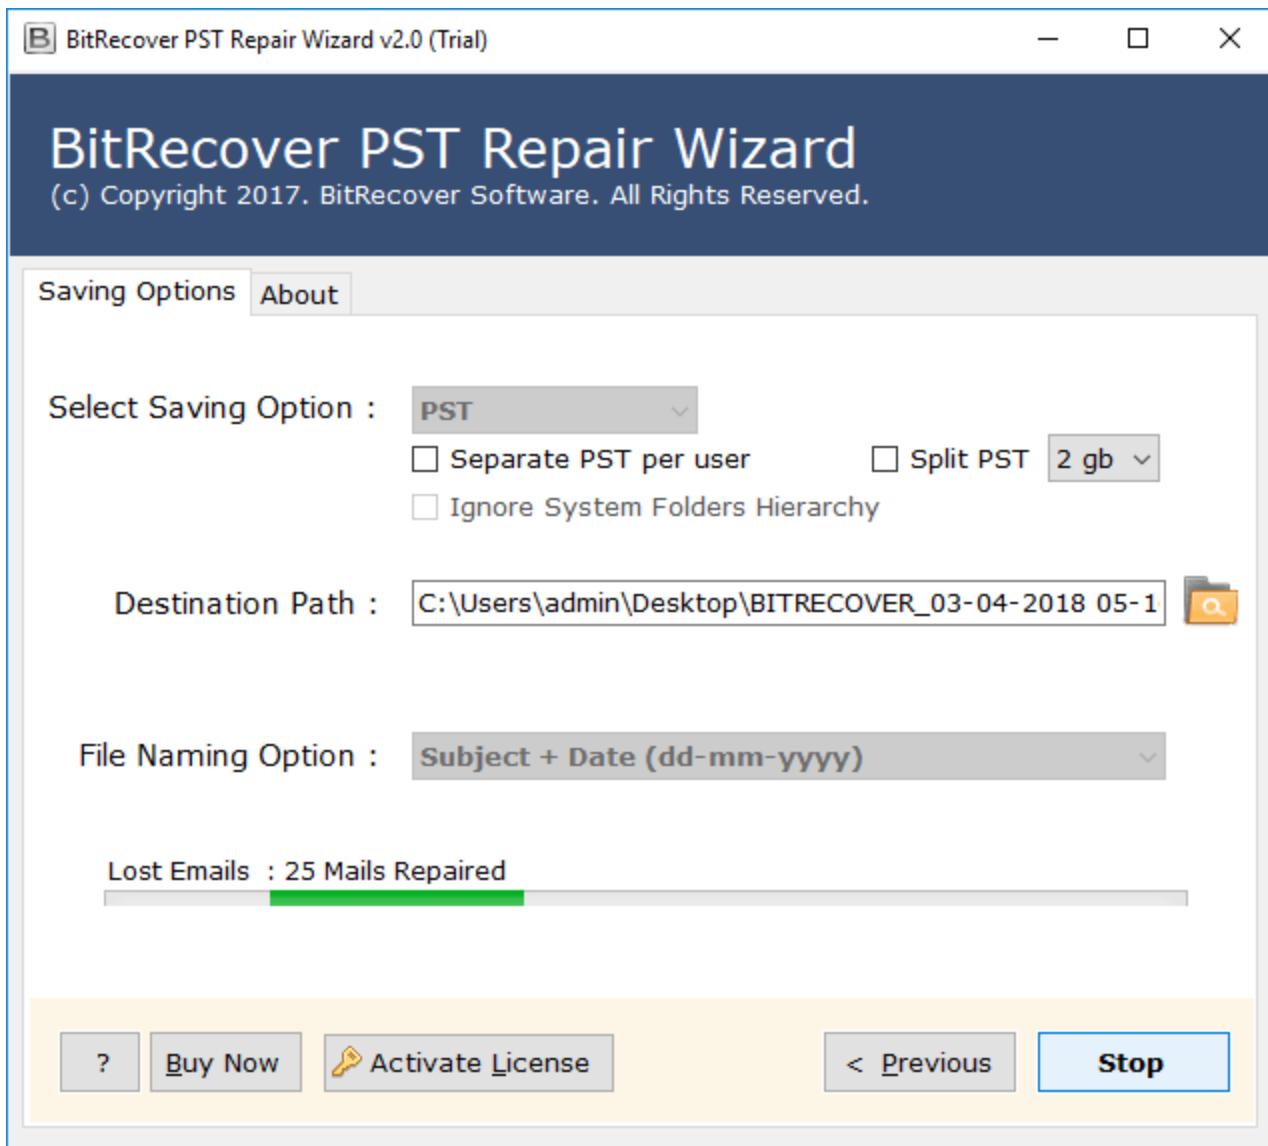 B BitRecover PST Repair Wizard v2.0 (Trial)
BitRecover PST Repair Wizard
(c) Copyright 2017. BitRecover Software. All Rights Reserved.
Saving Options About
Select Saving Option : PST
Separate PST per user Split PST 2 gb
Ignore System Folders Hierarchy
Destination Path : C:\Users\admin\Desktop\BITRECOVER_03-04-2018 05-1
File Naming Option : Subject + Date (dd-mm-yyyy)
Lost Emails : 25 Mails Repaired
? Buy Now Activate License < Previous Stop